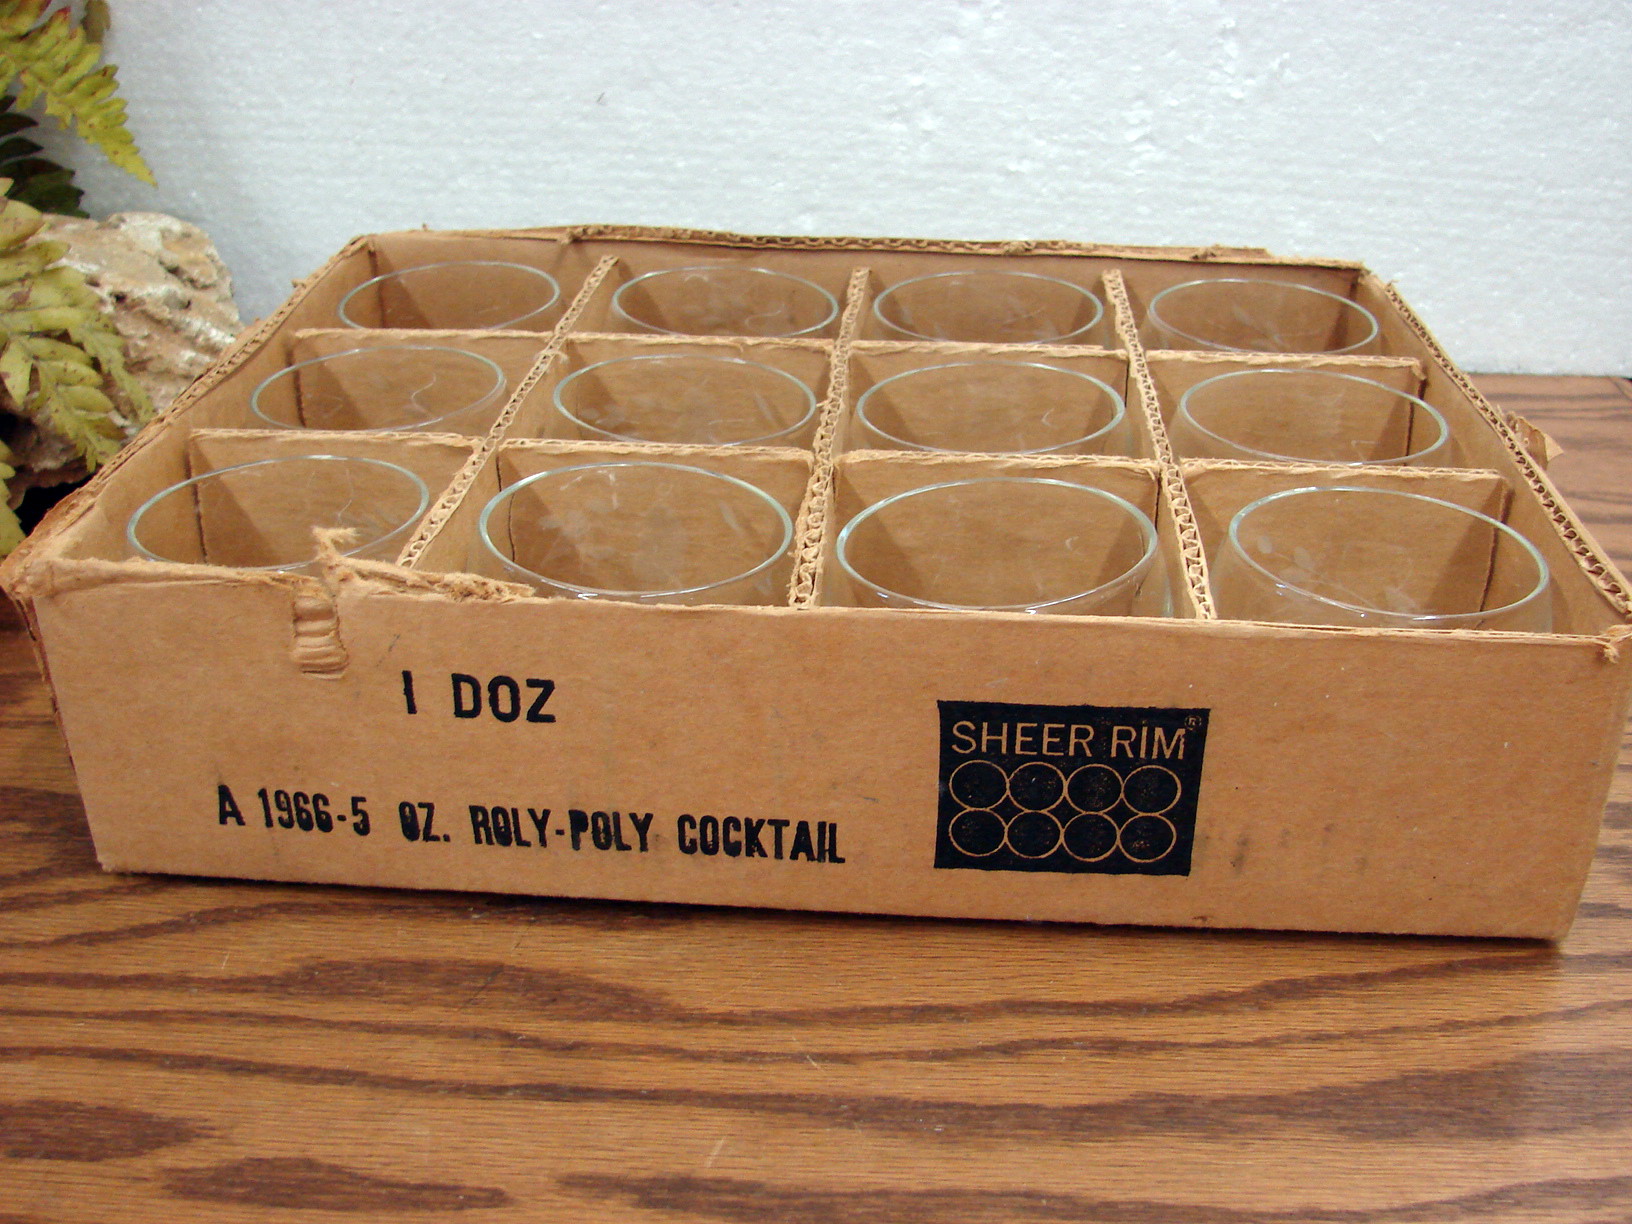 1 DOZ
A 1966-5 OZ. ROLY-POLY COCKTAIL
SHEER RIM®